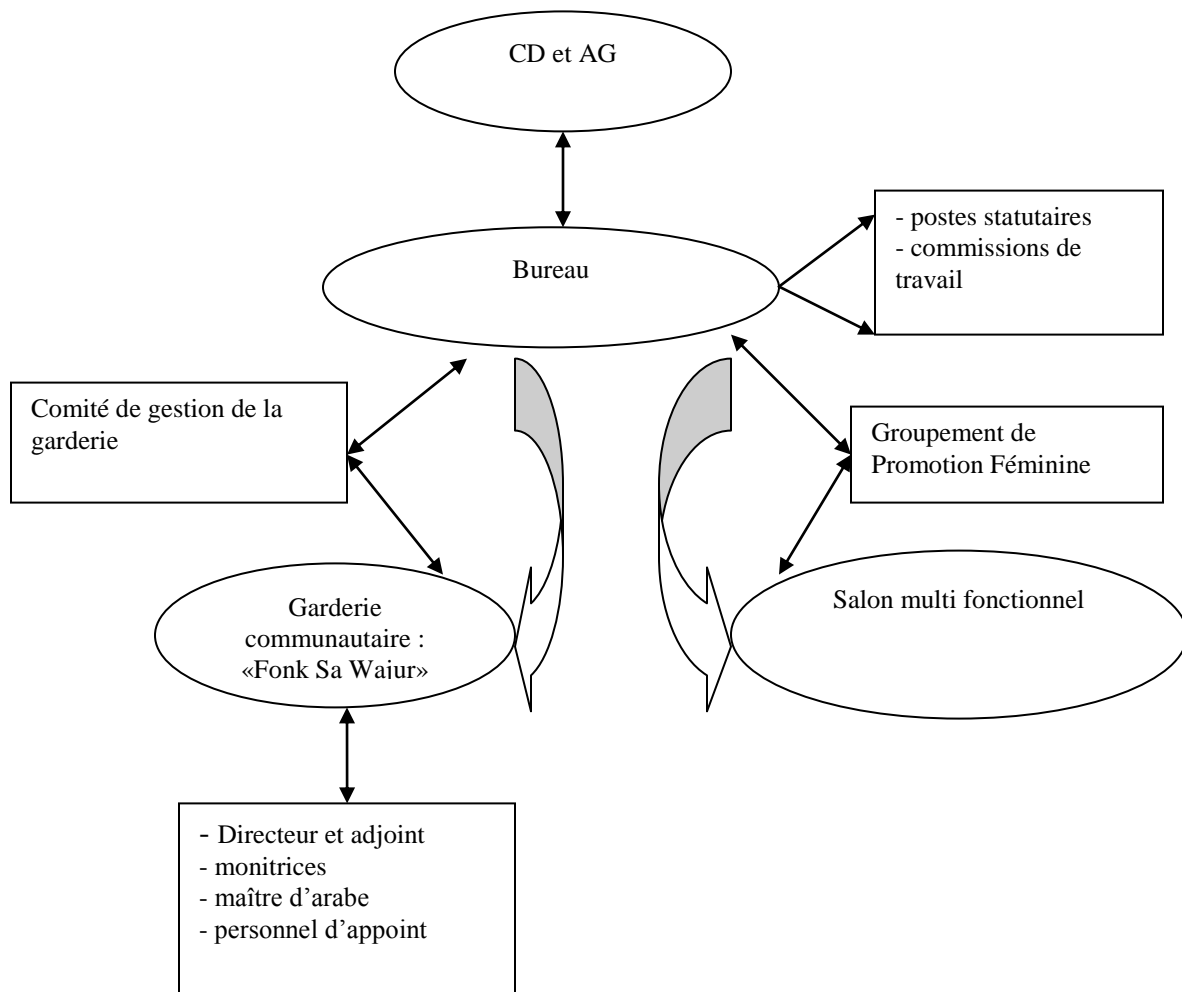 CD et AG
Bureau
- postes statutaires
- commissions de
travail
Comité de gestion de la
garderie
Groupement de
Promotion Féminine
Garderie
communautaire :
«Fonk Sa Wajur»
Salon multi fonctionnel
- Directeur et adjoint
- monitrices
- maître d’arabe
- personnel d’appoint